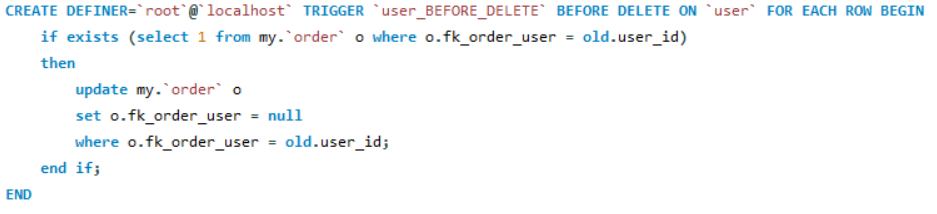 CREATE DEFINER=`root`@`localhost` TRIGGER `user_BEFORE_DELETE` BEFORE DELETE ON `user` FOR EACH ROW BEGIN
    if exists (select 1 from my.`order` o where o.fk_order_user = old.user_id)
    then
        update my.`order` o
        set o.fk_order_user = null
        where o.fk_order_user = old.user_id;
    end if;
END